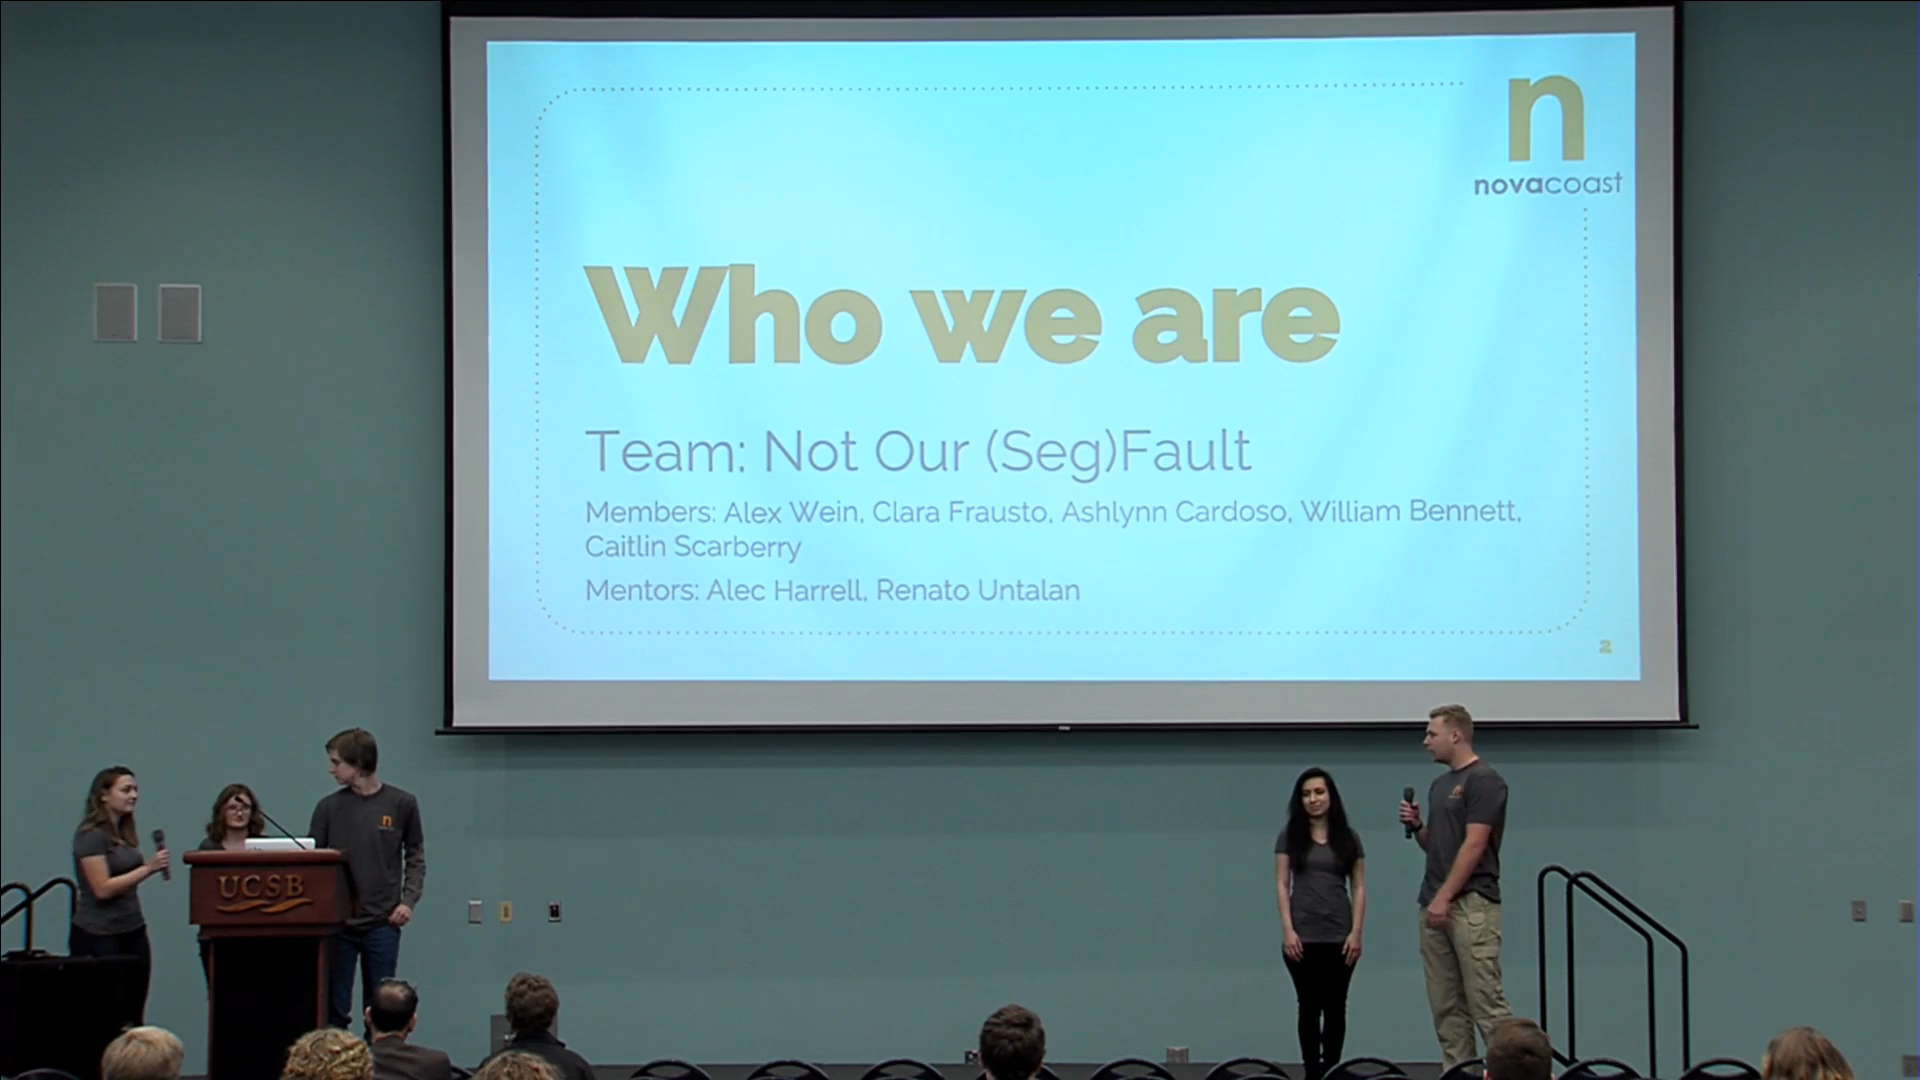 n
novacoast
Who we are
Team: Not Our (Seg)Fault
Members: Alex Wein, Clara Frausto, Ashlynn Cardoso, William Bennett,
Caitlin Scarberry
Mentors: Alec Harrell, Renato Untalan
2
n
UCSB